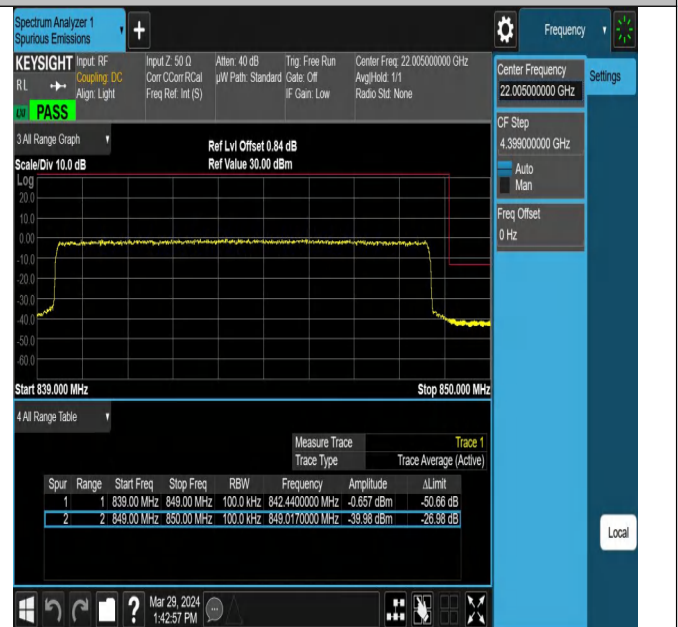 Spectrum Analyzer 1
Spurious Emissions
+
Frequency
KEYSIGHT Input: RF Input Z: 50 Ω Atten: 40 dB Trig: Free Run Center Freq: 22.005000000 GHz
RL Coupling: DC Corr CCorr RCal µW Path: Standard Gate: Off Avg|Hold: 1/1
Align: Light Freq Ref: Int (S) IF Gain: Low Radio Std: None
PASS
Center Frequency
22.005000000 GHz
Settings
CF Step
4.399000000 GHz
Auto
Man
Freq Offset
0 Hz
3 All Range Graph
Ref Lvl Offset 0.84 dB
Scale/Div 10.0 dB Ref Value 30.00 dBm
Log
20.0
10.0
0.00
-10.0
-20.0
-30.0
-40.0
-50.0
-60.0
Start 839.000 MHz Stop 850.000 MHz
4 All Range Table
Measure Trace Trace 1
Trace Type Trace Average (Active)
Spur Range Start Freq Stop Freq RBW Frequency Amplitude ΔLimit
1 1 839.00 MHz 849.00 MHz 100.0 kHz 842.4400000 MHz -0.657 dBm -50.66 dB
2 2 849.00 MHz 850.00 MHz 100.0 kHz 849.0170000 MHz -39.98 dBm -26.98 dB
Local
? Mar 29, 2024
1:42:57 PM